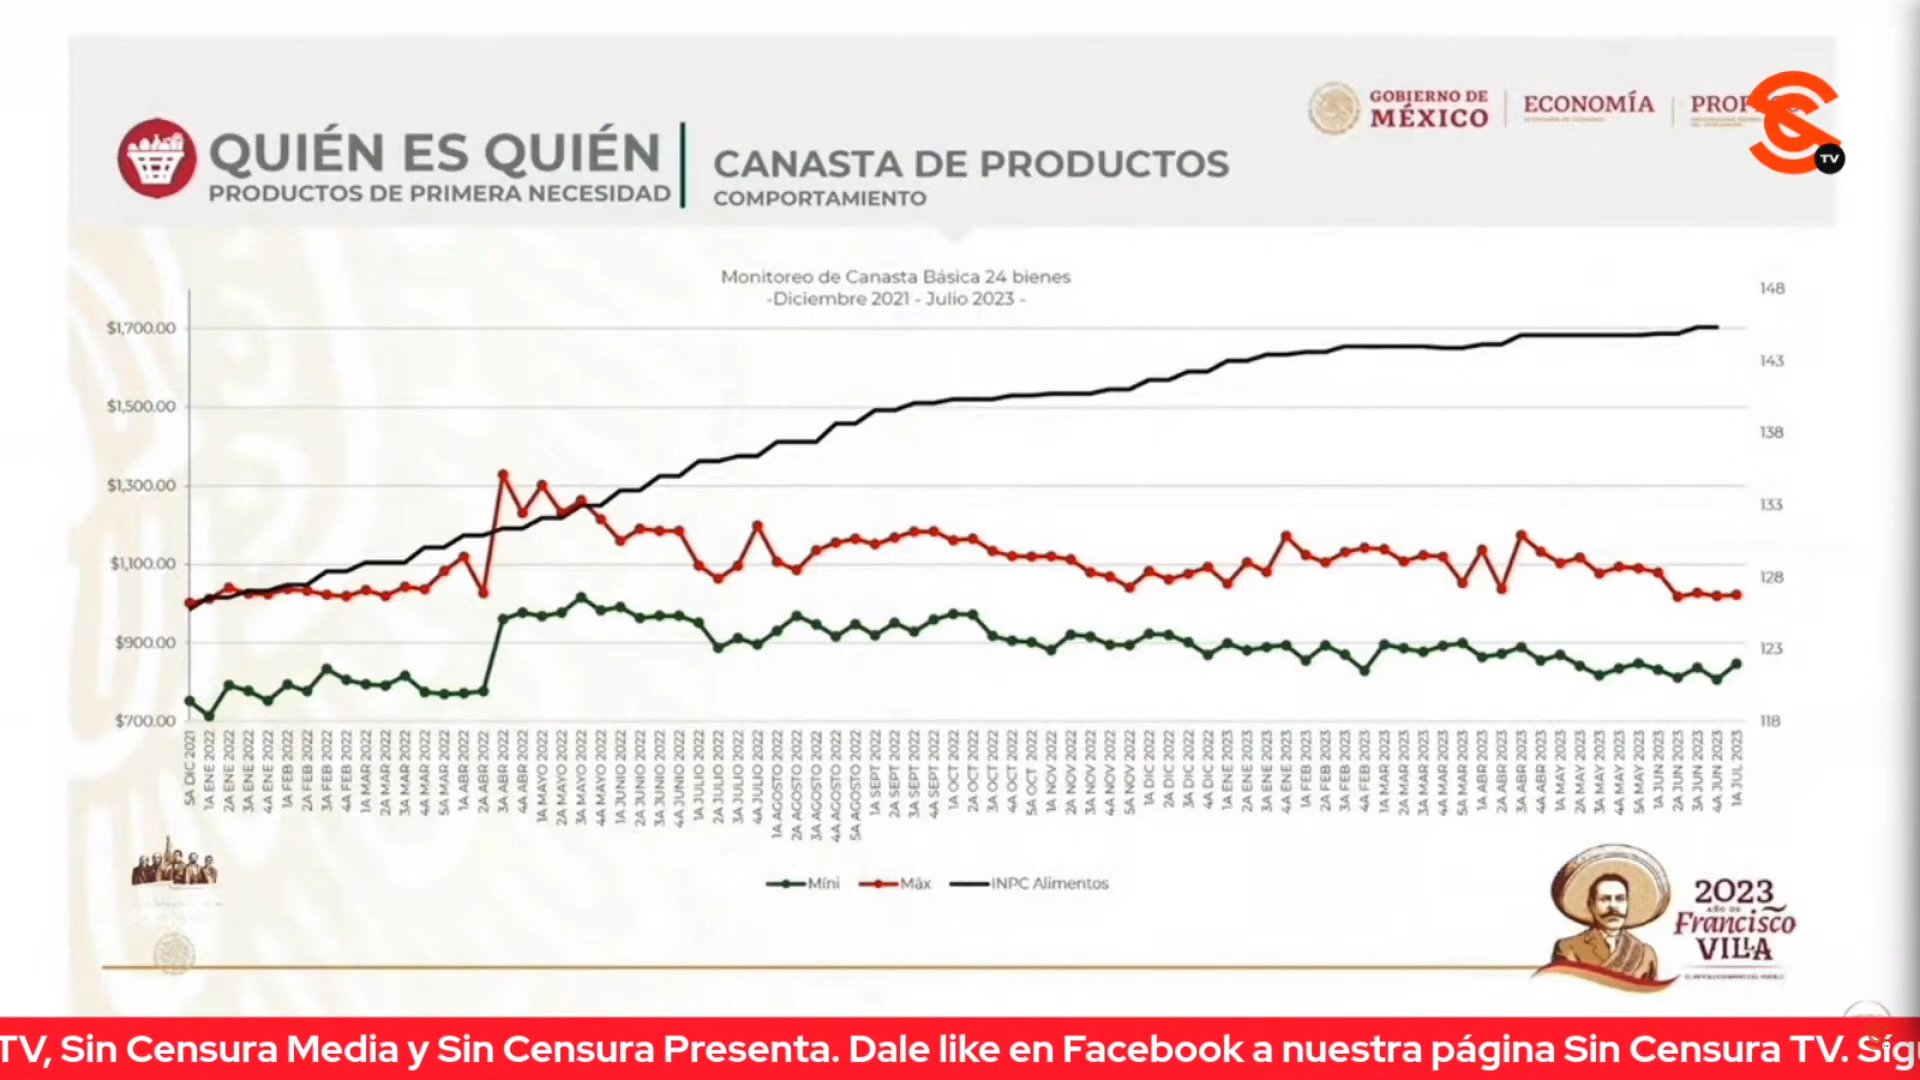 GOBIERNO DE
MÉXICO
ECONOMÍA
TV
QUIÉN ES QUIÉN
PRODUCTOS DE PRIMERA NECESIDAD
CANASTA DE PRODUCTOS
COMPORTAMIENTO
Monitoreo de Canasta Básica 24 bienes
-Diciembre 2021 - Julio 2023 -
$1,700.00
$1,500.00
$1,300.00
$1,100.00
$900.00
$700.00
148
143
138
133
128
123
118
5A DIC 2021
1A ENE 2022
2A ENE 2022
3A ENE 2022
4A ENE 2022
1A FEB 2022
2A FEB 2022
3A FEB 2022
4A FEB 2022
1A MAR 2022
2A MAR 2022
3A MAR 2022
4A MAR 2022
5A MAR 2022
1A ABR 2022
2A ABR 2022
3A ABR 2022
4A ABR 2022
1A MAYO 2022
2A MAYO 2022
3A MAYO 2022
4A MAYO 2022
1A JUNIO 2022
2A JUNIO 2022
3A JUNIO 2022
4A JUNIO 2022
1A JULIO 2022
2A JULIO 2022
3A JULIO 2022
4A JULIO 2022
1A AGOSTO 2022
2A AGOSTO 2022
3A AGOSTO 2022
4A AGOSTO 2022
5A AGOSTO 2022
1A SEPT 2022
2A SEPT 2022
3A SEPT 2022
4A SEPT 2022
1A OCT 2022
2A OCT 2022
3A OCT 2022
4A OCT 2022
5A OCT 2022
1A NOV 2022
2A NOV 2022
3A NOV 2022
4A NOV 2022
5A NOV 2022
1A DIC 2022
2A DIC 2022
3A DIC 2022
4A DIC 2022
1A ENE 2023
2A ENE 2023
3A ENE 2023
4A ENE 2023
1A FEB 2023
2A FEB 2023
3A FEB 2023
4A FEB 2023
1A MAR 2023
2A MAR 2023
3A MAR 2023
4A MAR 2023
5A MAR 2023
1A ABR 2023
2A ABR 2023
3A ABR 2023
4A ABR 2023
1A MAY 2023
2A MAY 2023
3A MAY 2023
4A MAY 2023
5A MAY 2023
1A JUN 2023
2A JUN 2023
3A JUN 2023
4A JUN 2023
1A JUL 2023
Míni
Máx
INPC Alimentos
2023
AÑO DE
Francisco
VILLA
EL REVOLUCIONARIO DEL PUEBLO
TV, Sin Censura Media y Sin Censura Presenta. Dale like en Facebook a nuestra página Sin Censura TV. Síg